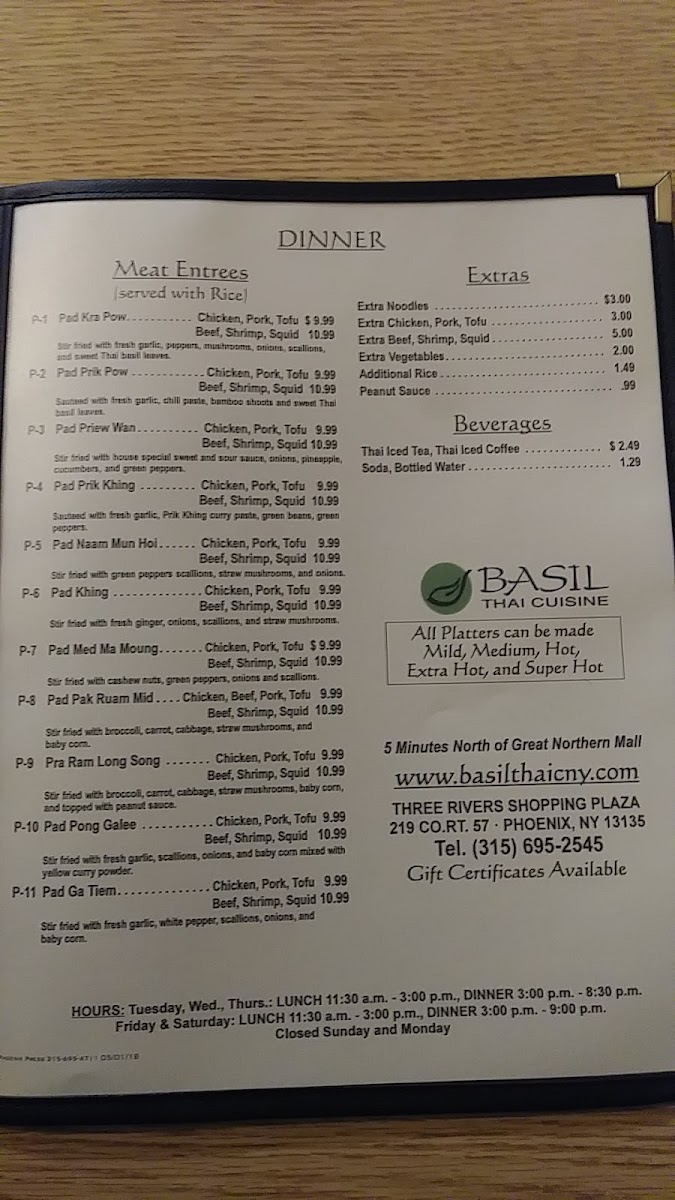 DINNER
Meat Entrees
(served with Rice)
P-1 Pad Kra Pow........... Chicken, Pork, Tofu $ 9.99
Beef, Shrimp, Squid 10.99
Stir fried with fresh garlic, peppers, mushrooms, onions, scallions,
and sweet Thai basil leaves.
P-2 Pad Prik Pow ............ Chicken, Pork, Tofu 9.99
Beef, Shrimp, Squid 10.99
Sauteed with fresh garlic, chili paste, bamboo shoots and sweet Thai
basil leaves.
P-3 Pad Priew Wan.......... Chicken, Pork, Tofu 9.99
Beef, Shrimp, Squid 10.99
Stir fried with house special sweet and sour sauce, onions, pineapple,
cucumbers, and green peppers.
P-4 Pad Prik Khing ......... Chicken, Pork, Tofu 9.99
Beef, Shrimp, Squid 10.99
Sauteed with fresh garlic, Prik Khing curry paste, green beans, green
peppers.
P-5 Pad Naam Mun Hoi...... Chicken, Pork, Tofu 9.99
Beef, Shrimp, Squid 10.99
Stir fried with green peppers scallions, straw mushrooms, and onions.
P-6 Pad Khing .............. Chicken, Pork, Tofu 9.99
Beef, Shrimp, Squid 10.99
Stir fried with fresh ginger, onions, scallions, and straw mushrooms.
P-7 Pad Med Ma Moung....... Chicken, Pork, Tofu $ 9.99
Beef, Shrimp, Squid 10.99
Stir fried with cashew nuts, green peppers, onions and scallions.
P-8 Pad Pak Ruam Mid .... Chicken, Beef, Pork, Tofu 9.99
Beef, Shrimp, Squid 10.99
Stir fried with broccoli, carrot, cabbage, straw mushrooms, and
baby corn.
P-9 Pra Ram Long Song ....... Chicken, Pork, Tofu 9.99
Beef, Shrimp, Squid 10.99
Stir fried with broccoli, carrot, cabbage, straw mushrooms, baby corn,
and topped with peanut sauce.
P-10 Pad Pong Galee ........... Chicken, Pork, Tofu 9.99
Beef, Shrimp, Squid 10.99
Stir fried with fresh garlic, scallions, onions, and baby corn mixed with
yellow curry powder.
P-11 Pad Ga Tiem.............. Chicken, Pork, Tofu 9.99
Beef, Shrimp, Squid 10.99
Stir fried with fresh garlic, white pepper, scallions, onions, and
baby corn.
Extras
Extra Noodles .......................... $3.00
Extra Chicken, Pork, Tofu .................. 3.00
Extra Beef, Shrimp, Squid.................. 5.00
Extra Vegetables......................... 2.00
Additional Rice .......................... 1.49
Peanut Sauce ............................ .99
Beverages
Thai Iced Tea, Thai Iced Coffee ............. $ 2.49
Soda, Bottled Water ....................... 1.29
BASIL
THAI CUISINE
All Platters can be made
Mild, Medium, Hot,
Extra Hot, and Super Hot
5 Minutes North of Great Northern Mall
www.basilthaicny.com
THREE RIVERS SHOPPING PLAZA
219 CO.RT. 57 · PHOENIX, NY 13135
Tel. (315) 695-2545
Gift Certificates Available
HOURS: Tuesday, Wed., Thurs.: LUNCH 11:30 a.m. - 3:00 p.m., DINNER 3:00 p.m. - 8:30 p.m.
Friday & Saturday: LUNCH 11:30 a.m. - 3:00 p.m., DINNER 3:00 p.m. - 9:00 p.m.
Closed Sunday and Monday
Phoenix Press 315-695-4711 05/01/18